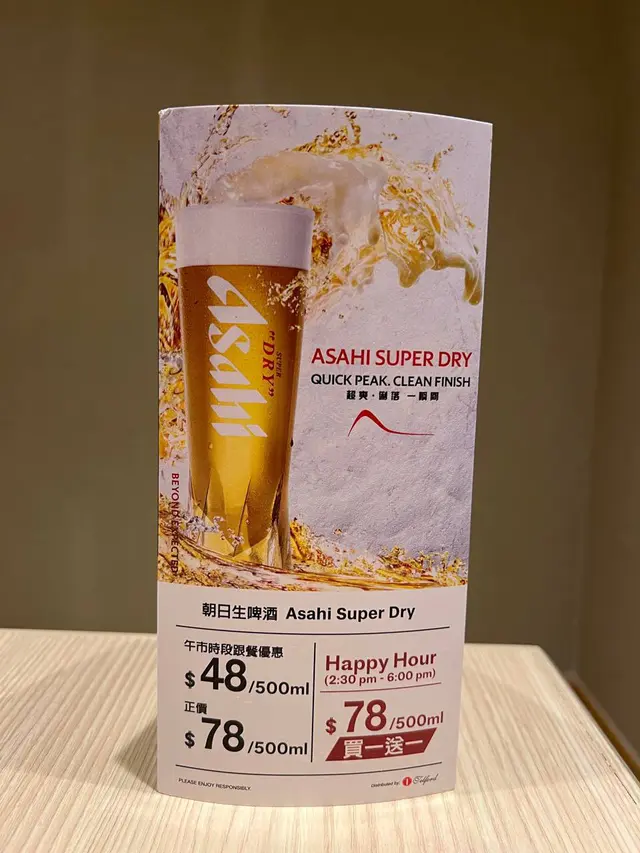 Asahi
SUPER
"DRY"
ASAHI SUPER DRY
QUICK PEAK. CLEAN FINISH
超爽·唰落 一瞬間
BEYOND EXPECTED
朝日生啤酒 Asahi Super Dry
午市時段跟餐優惠
$48/500ml
正價
$78/500ml
Happy Hour
(2:30 pm - 6:00 pm)
$78/500ml
買一送一
PLEASE ENJOY RESPONSIBLY.
Distributed by: Telford